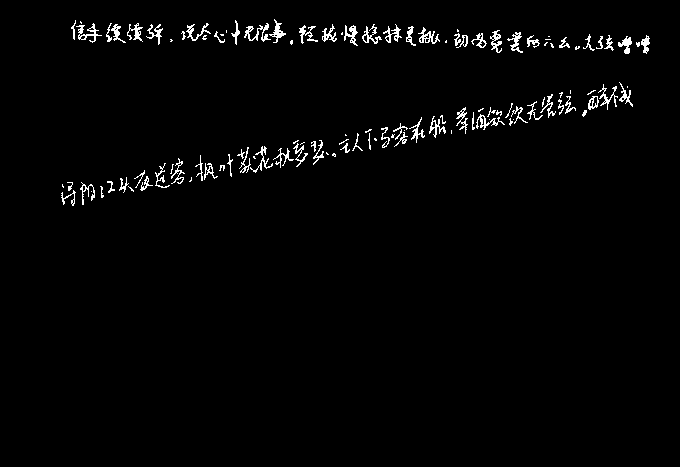 信手续续弹,说尽心中无限事。轻拢慢捻抹复挑,初为霓裳后六幺。大弦嘈嘈
浔阳江头夜送客,枫叶荻花秋瑟瑟。主人下马客在船,举酒欲饮无管弦。醉不成